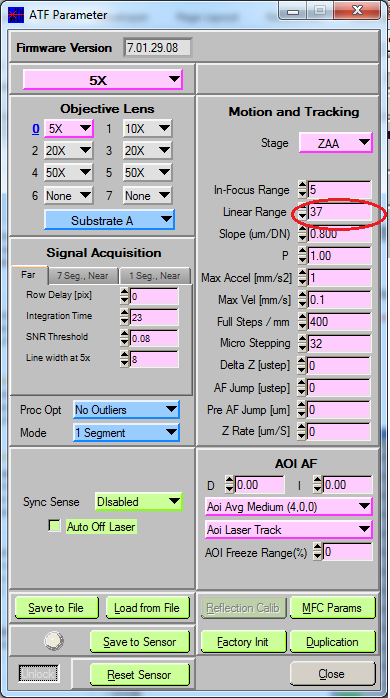 ATF Parameter
Firmware Version 7.01.29.08
5X
Objective Lens
0 5X 1 10X
2 20X 3 20X
4 50X 5 50X
6 None 7 None
Substrate A
Signal Acquisition
Far 7 Seg., Near 1 Seg., Near
Row Delay [pix] 0
Integration Time 23
SNR Threshold 0.08
Line width at 5x 8
Proc Opt No Outliers
Mode 1 Segment
Sync Sense DIsabled
Auto Off Laser
Motion and Tracking
Stage ZAA
In-Focus Range 5
Linear Range 37
Slope (um/DN) 0.800
P 1.00
Max Accel [mm/s2] 1
Max Vel [mm/s] 0.1
Full Steps / mm 400
Micro Stepping 32
Delta Z [ustep] 0
AF Jump [ustep] 0
Pre AF Jump [um] 0
Z Rate [um/S] 0
AOI AF
D 0.00 I 0.00
Aoi Avg Medium (4,0,0)
Aoi Laser Track
AOI Freeze Range(%) 0
Save to File Load from File Reflection Calib MFC Params
Save to Sensor Factory Init Duplication
Unlock Reset Sensor Close